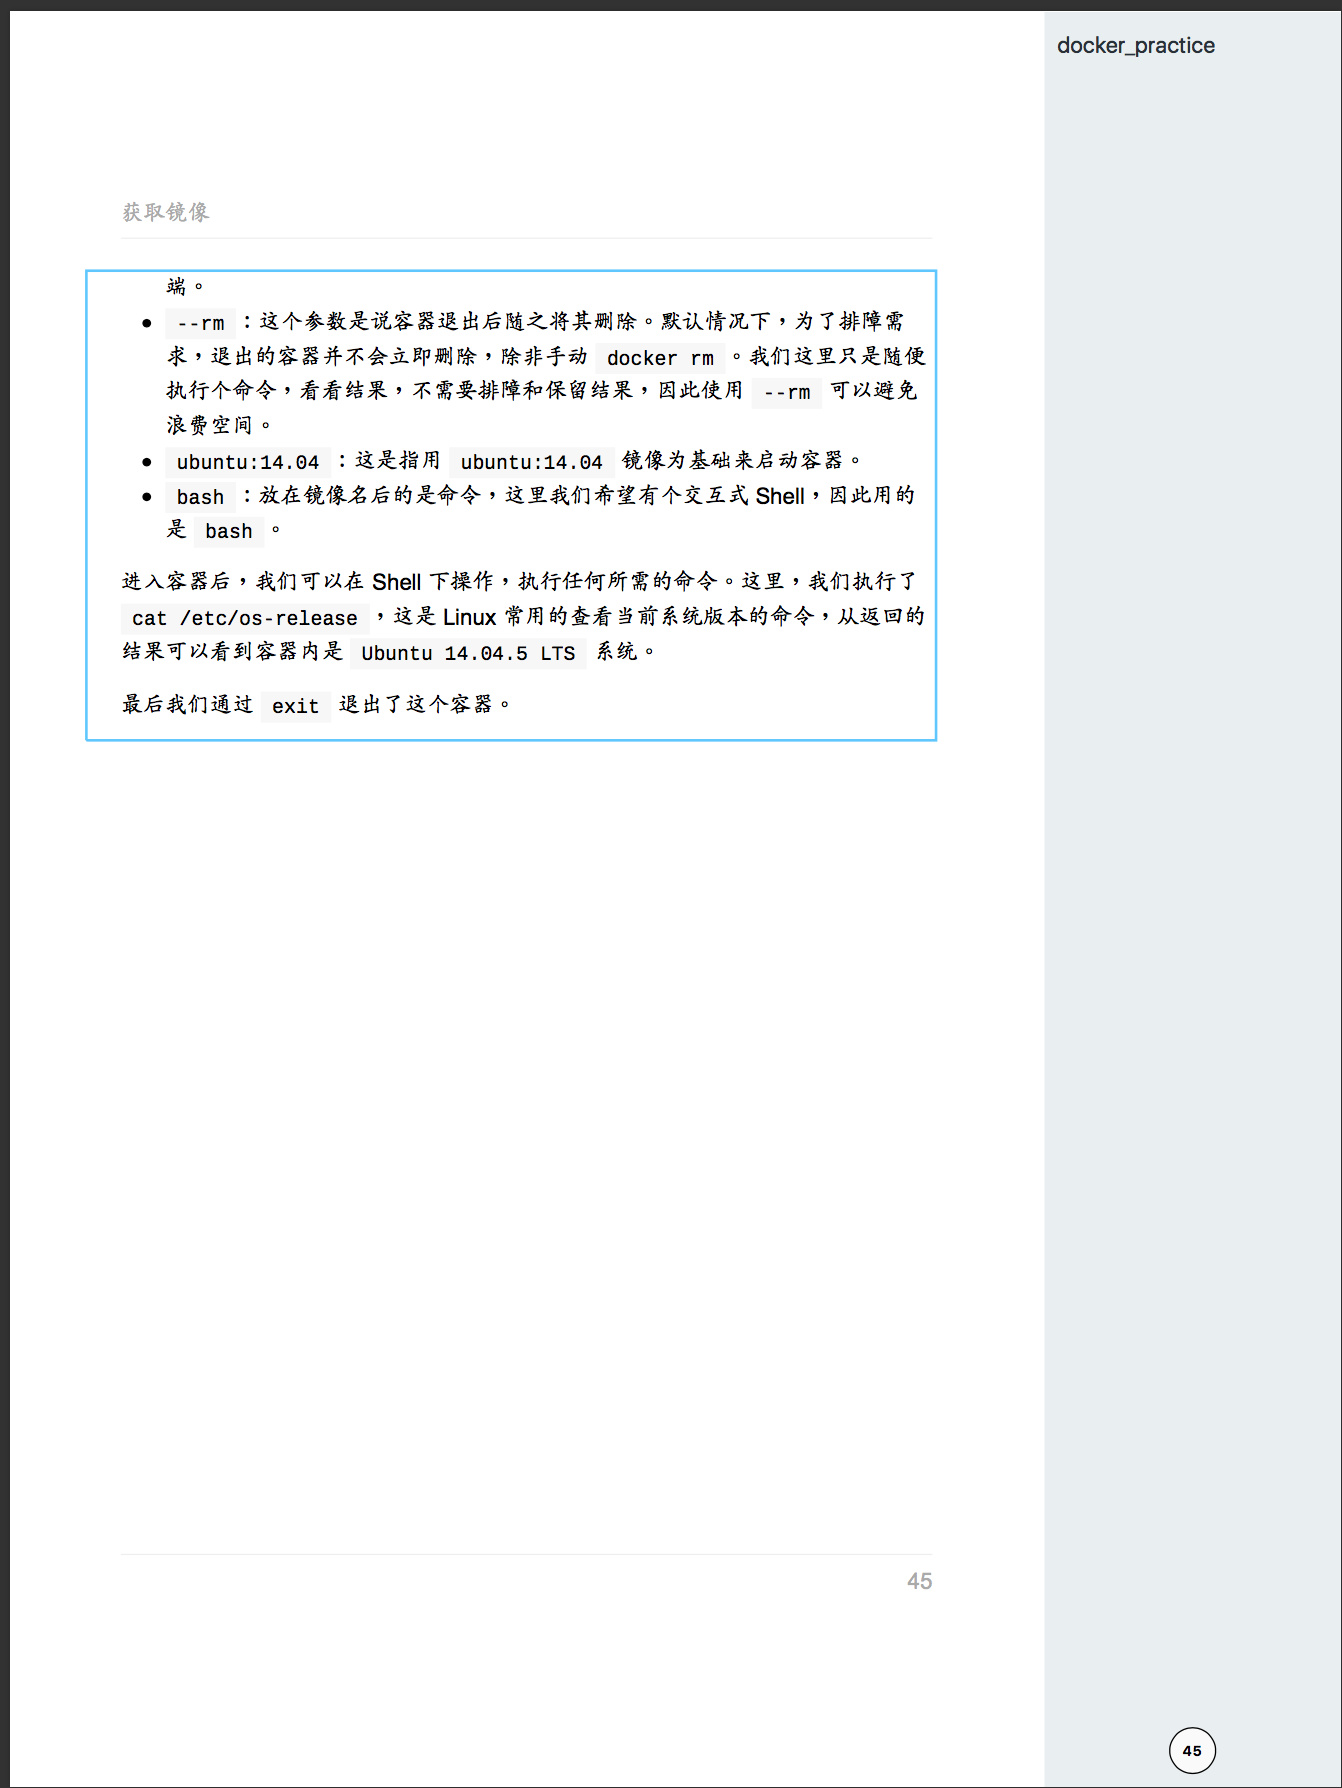 docker_practice
获取镜像
端。
• --rm ：这个参数是说容器退出后随之将其删除。默认情况下，为了排障需
求，退出的容器并不会立即删除，除非手动 docker rm 。我们这里只是随便
执行个命令，看看结果，不需要排障和保留结果，因此使用 --rm 可以避免
浪费空间。
• ubuntu:14.04 ：这是指用 ubuntu:14.04 镜像为基础来启动容器。
• bash ：放在镜像名后的是命令，这里我们希望有个交互式 Shell，因此用的
是 bash 。
进入容器后，我们可以在 Shell 下操作，执行任何所需的命令。这里，我们执行了
cat /etc/os-release ，这是 Linux 常用的查看当前系统版本的命令，从返回的
结果可以看到容器内是 Ubuntu 14.04.5 LTS 系统。
最后我们通过 exit 退出了这个容器。
45
45